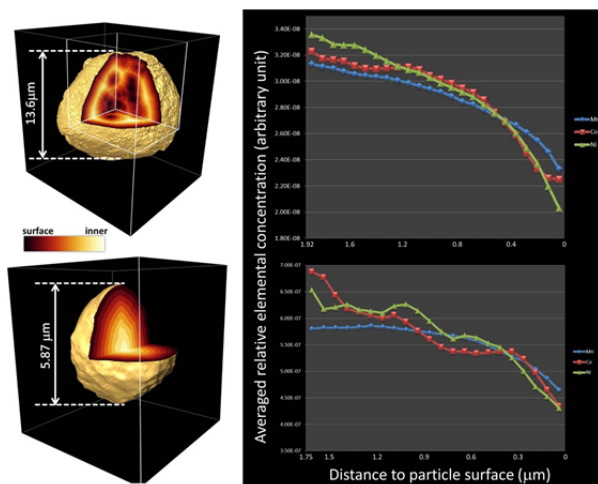 13.6µm
surface
inner
5.87 µm
Averaged relative elemental concentration (arbitrary unit)
3.40E-08
3.20E-08
3.00E-08
2.80E-08
2.60E-08
2.40E-08
2.20E-08
2.00E-08
1.80E-08
1.92
1.6
1.2
0.8
0.4
0
Mn
Co
Ni
7.00E-07
6.50E-07
6.00E-07
5.50E-07
5.00E-07
4.50E-07
4.00E-07
3.50E-07
1.75
1.5
1.2
0.9
0.6
0.3
0
Mn
Co
Ni
Distance to particle surface (µm)